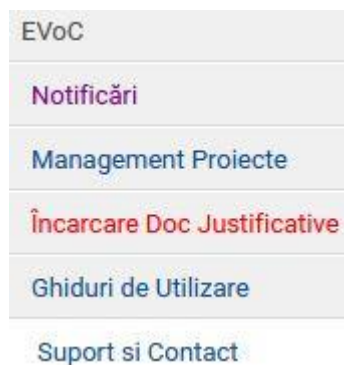 EVoC
Notificări
Management Proiecte
Încarcare Doc Justificative
Ghiduri de Utilizare
Suport si Contact